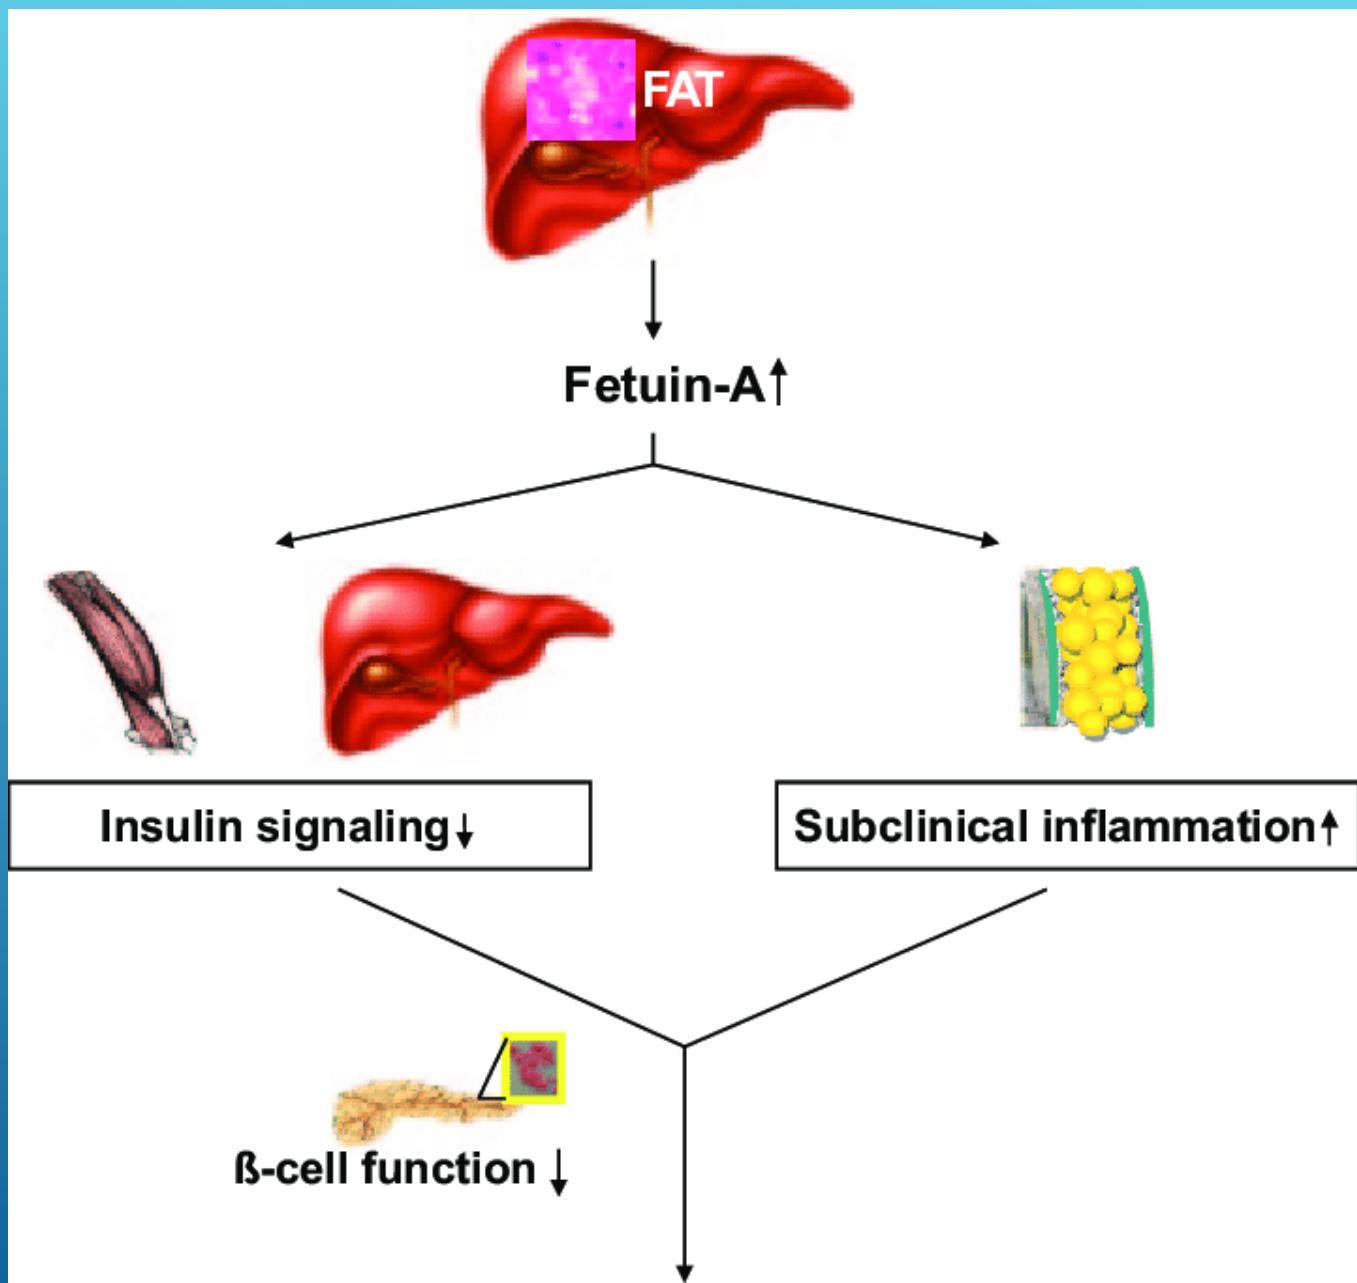 FAT
Fetuin-A↑
Insulin signaling↓
Subclinical inflammation↑
ß-cell function ↓